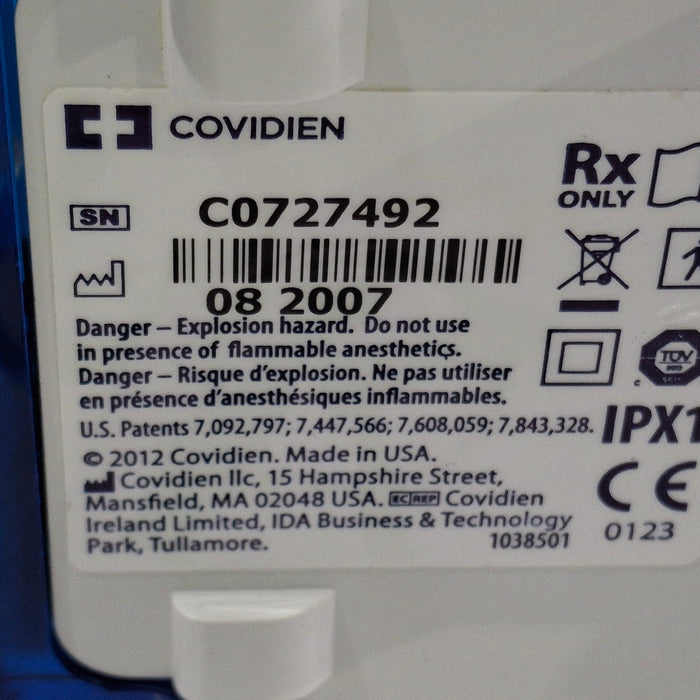 COVIDIEN
Rx
ONLY
SN
C0727492
08 2007
Danger – Explosion hazard. Do not use
in presence of flammable anesthetics.
Danger – Risque d'explosion. Ne pas utiliser
en présence d'anesthésiques inflammables.
TÜV
U.S. Patents 7,092,797; 7,447,566; 7,608,059; 7,843,328.
IPX1
© 2012 Covidien. Made in USA.
Covidien llc, 15 Hampshire Street,
Mansfield, MA 02048 USA. EC REP Covidien
Ireland Limited, IDA Business & Technology
Park, Tullamore.
1038501
CE
0123